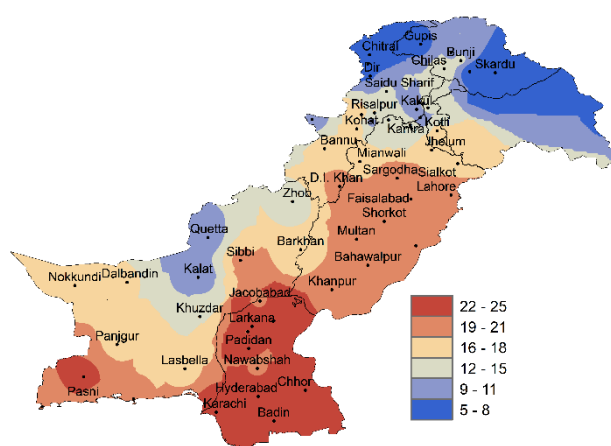 Gupis
Chitral
Bunji
Dir
Chilas
Skardu
Saidu Sharif
Risalpur
Kakul
Kohat
Kamra
Kotli
Bannu
Jhelum
Mianwali
Sargodha
Sialkot
D.I. Khan
Lahore
Zhob
Faisalabad
Shorkot
Quetta
Multan
Barkhan
Sibbi
Bahawalpur
Kalat
Dalbandin
Nokkundi
Khanpur
Jacobabad
Khuzdar
Larkana
22 - 25
19 - 21
16 - 18
12 - 15
9 - 11
5 - 8
Panjgur
Padidan
Lasbella
Nawabshah
Pasni
Hyderabad
Chhor
Karachi
Badin